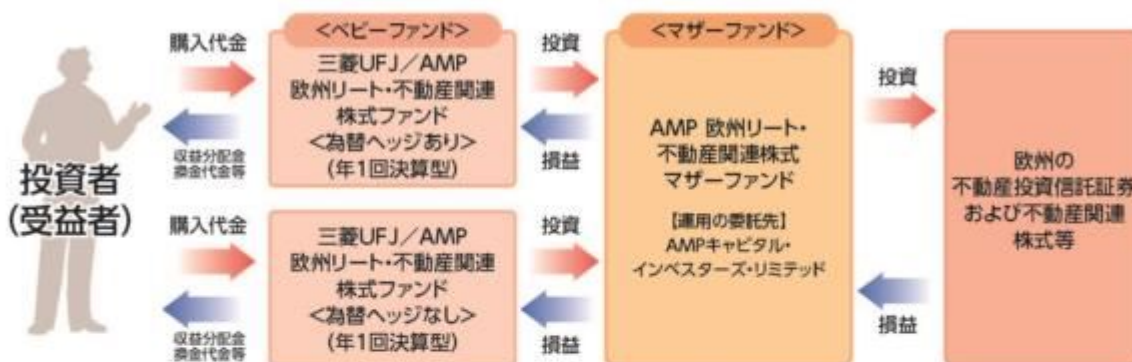 投資者
(受益者)
購入代金
収益分配金
換金代金等
購入代金
収益分配金
換金代金等
<ベビーファンド>
三菱UFJ/AMP
欧州リート・不動産関連
株式ファンド
<為替ヘッジあり>
(年1回決算型)
三菱UFJ/AMP
欧州リート・不動産関連
株式ファンド
<為替ヘッジなし>
(年1回決算型)
投資
損益
投資
損益
<マザーファンド>
AMP 欧州リート・
不動産関連株式
マザーファンド
【運用の委託先】
AMPキャピタル・
インベスターズ・リミテッド
投資
損益
欧州の
不動産投資信託証券
および不動産関連
株式等